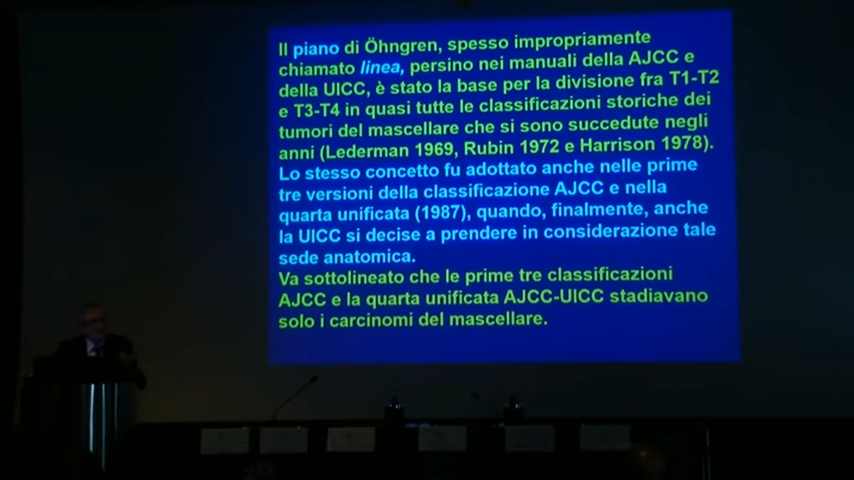 Il piano di Öhngren, spesso impropriamente
chiamato linea, persino nei manuali della AJCC e
della UICC, è stato la base per la divisione fra T1-T2
e T3-T4 in quasi tutte le classificazioni storiche dei
tumori del mascellare che si sono succedute negli
anni (Lederman 1969, Rubin 1972 e Harrison 1978).
Lo stesso concetto fu adottato anche nelle prime
tre versioni della classificazione AJCC e nella
quarta unificata (1987), quando, finalmente, anche
la UICC si decise a prendere in considerazione tale
sede anatomica.
Va sottolineato che le prime tre classificazioni
AJCC e la quarta unificata AJCC-UICC stadiavano
solo i carcinomi del mascellare.